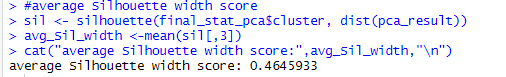 > #average Silhouette width score
> sil <- silhouette(final_stat_pca$cluster, dist(pca_result))
> avg_Sil_width <-mean(sil[,3])
> cat("average Silhouette width score:",avg_Sil_width,"\n")
average Silhouette width score: 0.4645933